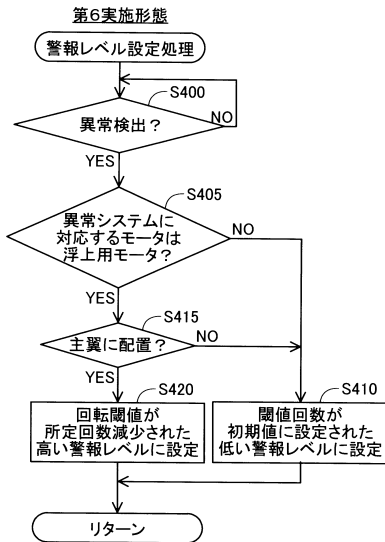 第6実施形態
警報レベル設定処理
S400
異常検出？
NO
YES
S405
異常システムに
対応するモータは
浮上用モータ？
NO
YES
S415
主翼に配置？
NO
YES
S420
回転閾値が
所定回数減少された
高い警報レベルに設定
S410
閾値回数が
初期値に設定された
低い警報レベルに設定
リターン